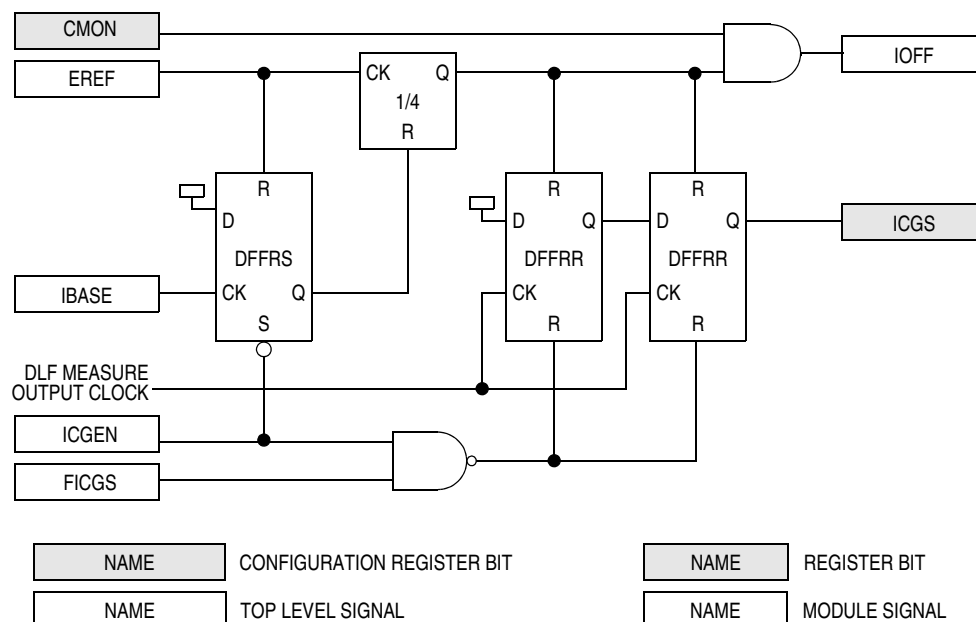 CMON
IOFF
EREF
CK Q
1/4
R
R
R
R
D
D Q
D Q
ICGS
DFFRS
DFFRR
DFFRR
IBASE
CK Q
CK
CK
S
R
R
DLF MEASURE
OUTPUT CLOCK
ICGEN
FICGS
NAME CONFIGURATION REGISTER BIT
NAME REGISTER BIT
NAME TOP LEVEL SIGNAL
NAME MODULE SIGNAL